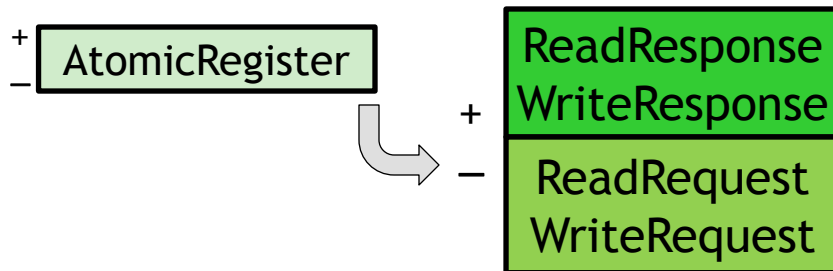 +
AtomicRegister
–
ReadResponse
WriteResponse
+
–
ReadRequest
WriteRequest